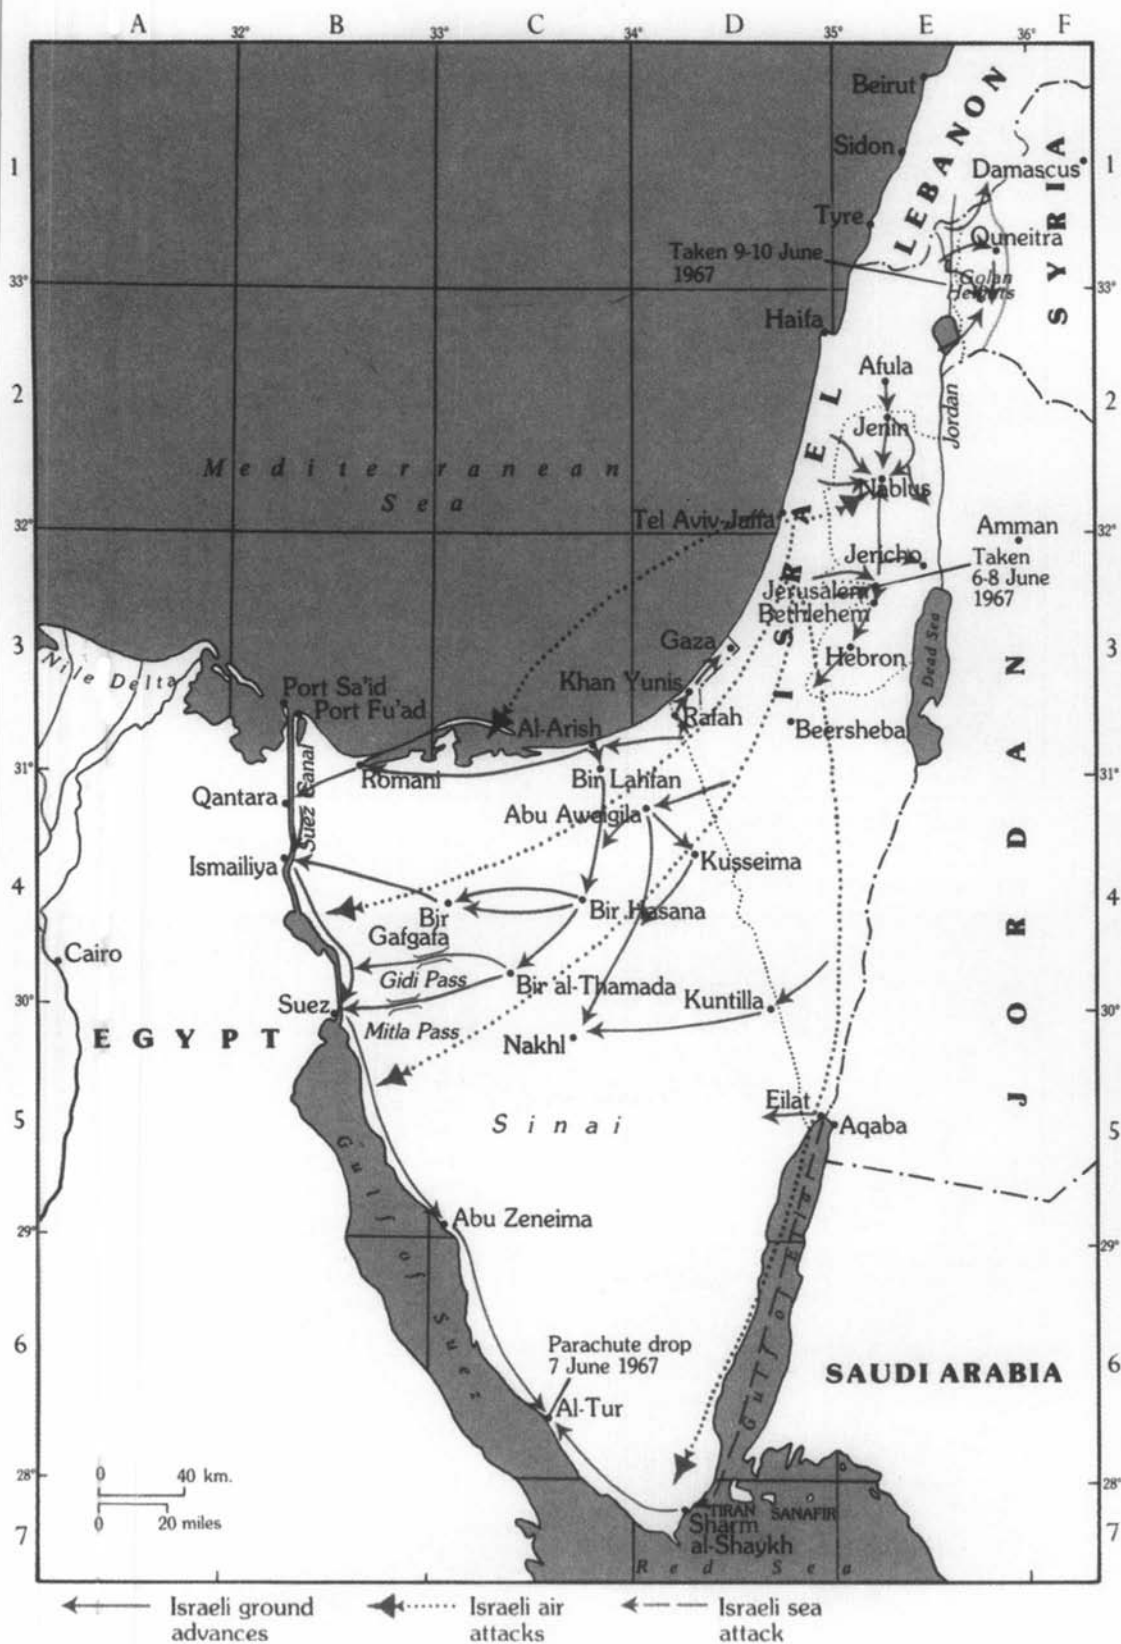 A B C D E F
32° 33° 34° 35° 36°
Beirut
Sidon
1
LEBANON
Damascus
SYRIA
1
Tyre
Quneitra
Taken 9-10 June
1967
Golan
Heights
33°
33°
Haifa
Afula
2
2
Jenin
Jordan
Mediterranean
Sea
ISRAEL
Nablus
Tel Aviv-Jaffa
32°
32°
Amman
Jericho
Taken
6-8 June
1967
Jerusalem
Bethlehem
3
Gaza
3
Nile Delta
Hebron
Dead Sea
JORDAN
Khan Yunis
Port Sa'id
Port Fu'ad
Rafah
Al-Arish
Beersheba
31°
31°
Romani
Bir Lahfan
Qantara
Suez Canal
Abu Aweigila
Ismailiya
Kusseima
4
4
Bir
Gafgafa
Bir Hasana
Cairo
Gidi Pass
Bir al-Thamada
Kuntilla
30°
30°
Suez
Mitla Pass
EGYPT
Nakhl
Eilat
5
Sinai
Aqaba
5
Gulf of Suez
Abu Zeneima
29°
29°
Gulf of Eilat
6
Parachute drop
7 June 1967
6
SAUDI ARABIA
Al-Tur
28°
0 40 km.
28°
0 20 miles
TIRAN SANAFIR
7
Sharm
al-Shaykh
7
Red Sea
Israeli ground
advances
Israeli air
attacks
Israeli sea
attack